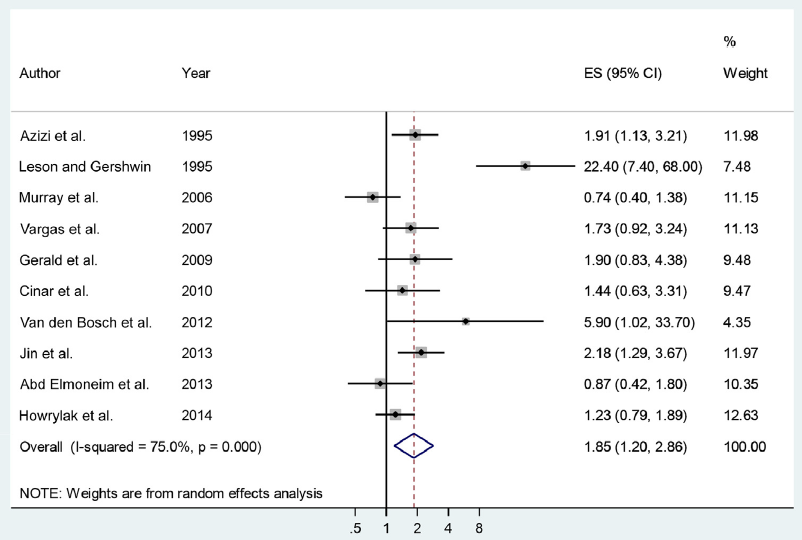 %
Author Year ES (95% CI) Weight
Azizi et al. 1995 1.91 (1.13, 3.21) 11.98
Leson and Gershwin 1995 22.40 (7.40, 68.00) 7.48
Murray et al. 2006 0.74 (0.40, 1.38) 11.15
Vargas et al. 2007 1.73 (0.92, 3.24) 11.13
Gerald et al. 2009 1.90 (0.83, 4.38) 9.48
Cinar et al. 2010 1.44 (0.63, 3.31) 9.47
Van den Bosch et al. 2012 5.90 (1.02, 33.70) 4.35
Jin et al. 2013 2.18 (1.29, 3.67) 11.97
Abd Elmoneim et al. 2013 0.87 (0.42, 1.80) 10.35
Howrylak et al. 2014 1.23 (0.79, 1.89) 12.63
Overall (I-squared = 75.0%, p = 0.000) 1.85 (1.20, 2.86) 100.00
NOTE: Weights are from random effects analysis
.5 1 2 4 8